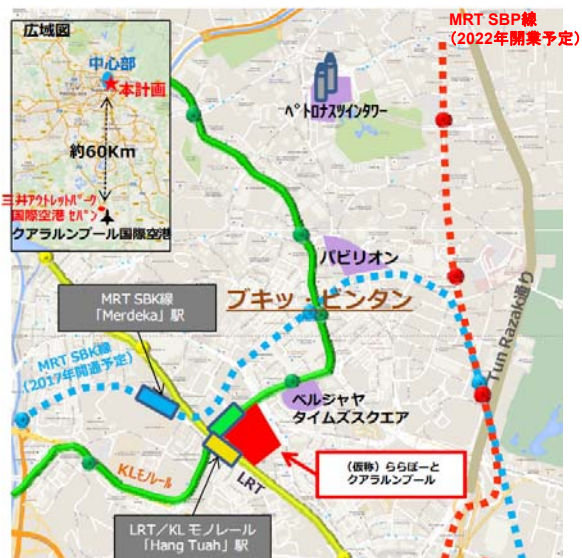 広域図
中心部
本計画
約60Km
三井アウトレットパーク
国際空港 セパン
クアラルンプール国際空港
MRT SBP線
(2022年開業予定)
ペトロナスツインタワー
パビリオン
ブキッ・ビンタン
MRT SBK線
「Merdeka」駅
MRT SBK線
(2017年開通予定)
Tun Razak通り
ベルジャヤ
タイムズスクエア
KLモノレール
LRT
(仮称)ららぽーと
クアラルンプール
LRT/KLモノレール
「Hang Tuah」駅